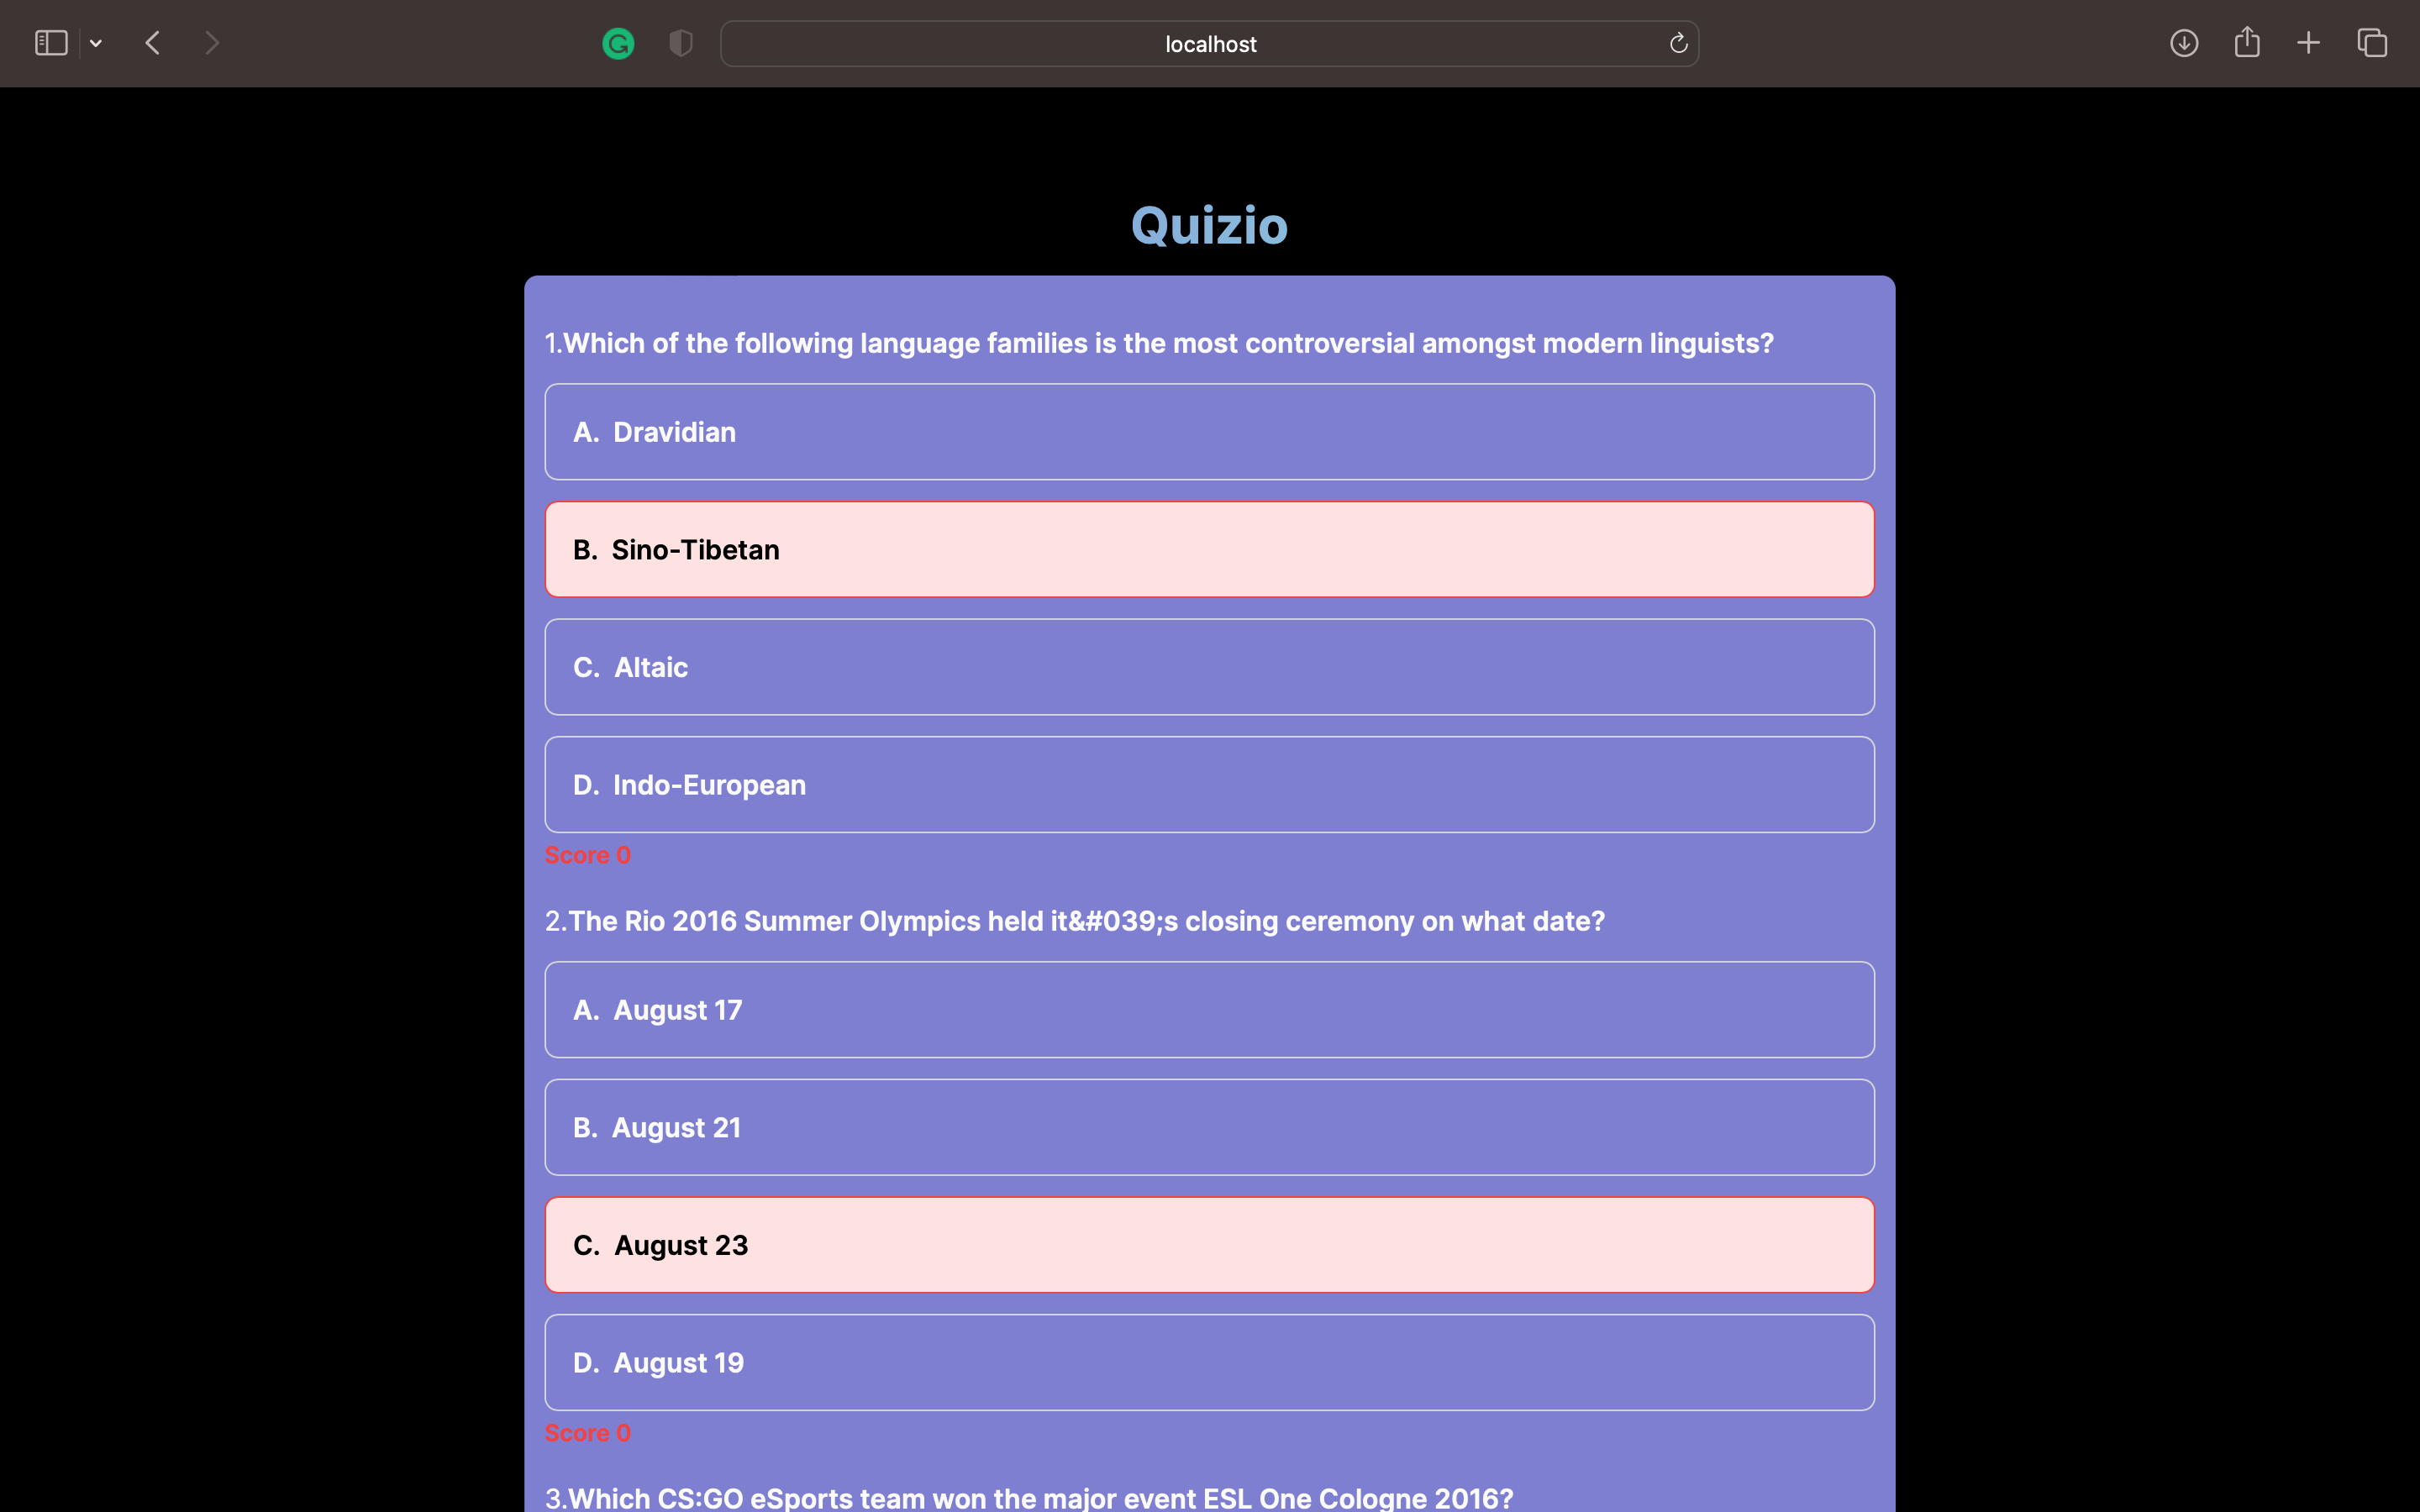 localhost
Quizio
1.Which of the following language families is the most controversial amongst modern linguists?
A. Dravidian
B. Sino-Tibetan
C. Altaic
D. Indo-European
Score 0
2.The Rio 2016 Summer Olympics held it&#039;s closing ceremony on what date?
A. August 17
B. August 21
C. August 23
D. August 19
Score 0
3.Which CS:GO eSports team won the major event ESL One Cologne 2016?